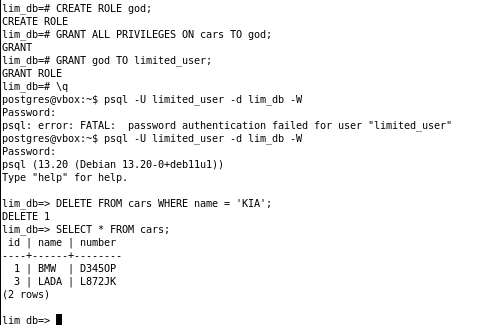 lim_db=# CREATE ROLE god;
CREATE ROLE
lim_db=# GRANT ALL PRIVILEGES ON cars TO god;
GRANT
lim_db=# GRANT god TO limited_user;
GRANT ROLE
lim_db=# \q
postgres@vbox:~$ psql -U limited_user -d lim_db -W
Password:
psql: error: FATAL:  password authentication failed for user "limited_user"
postgres@vbox:~$ psql -U limited_user -d lim_db -W
Password:
psql (13.20 (Debian 13.20-0+deb11u1))
Type "help" for help.

lim_db=> DELETE FROM cars WHERE name = 'KIA';
DELETE 1
lim_db=> SELECT * FROM cars;
 id | name | number
----+------+--------
  1 | BMW  | D345OP
  3 | LADA | L872JK
(2 rows)

lim_db=>